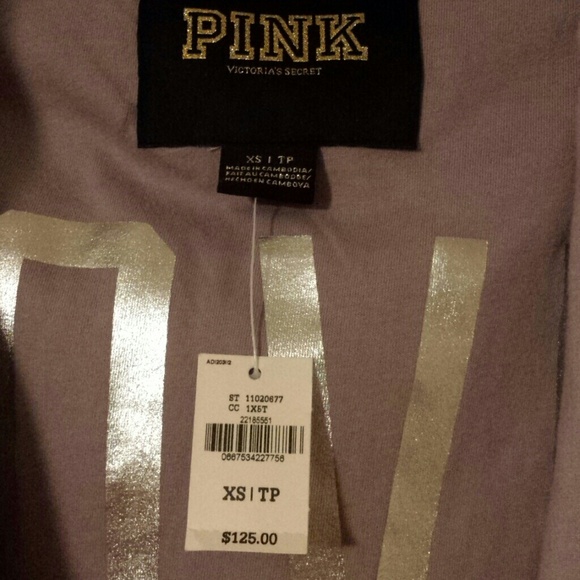 PINK
VICTORIA'S SECRET
XS | TP
MADE IN CAMBODIA/
FAIT AU CAMBODGE/
HECHO EN CAMBOYA
ST 11020677
CC 1X5T
22185551
0667534227756
XS | TP
$125.00